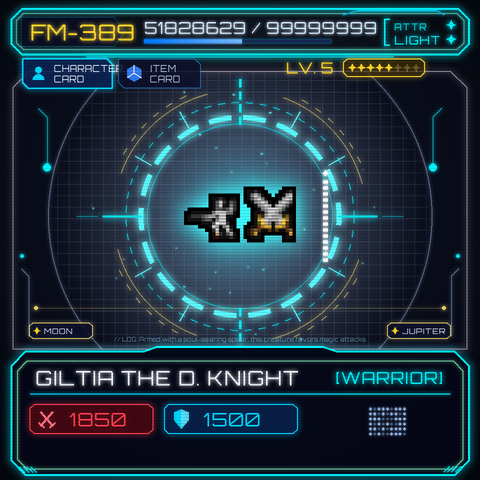 FM-389
51828629 / 99999999
ATTR
LIGHT
CHARACTER
CARD
ITEM
CARD
LV. 5
MOON
// LOG: Armed with a soul-searing spear, this creature favors magic attacks
JUPITER
GILTIA THE D. KNIGHT
[WARRIOR]
1850
1500